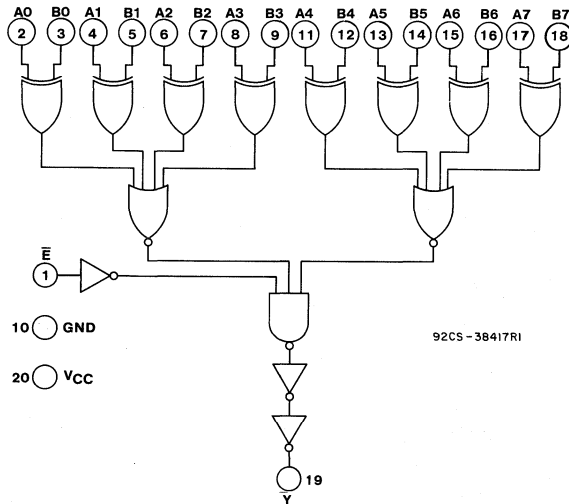 A0 B0 A1 B1 A2 B2 A3 B3 A4 B4 A5 B5 A6 B6 A7 B7
2 3 4 5 6 7 8 9 11 12 13 14 15 16 17 18
E̅
1
10 GND
92CS-38417R1
20 VCC
19
Y̅